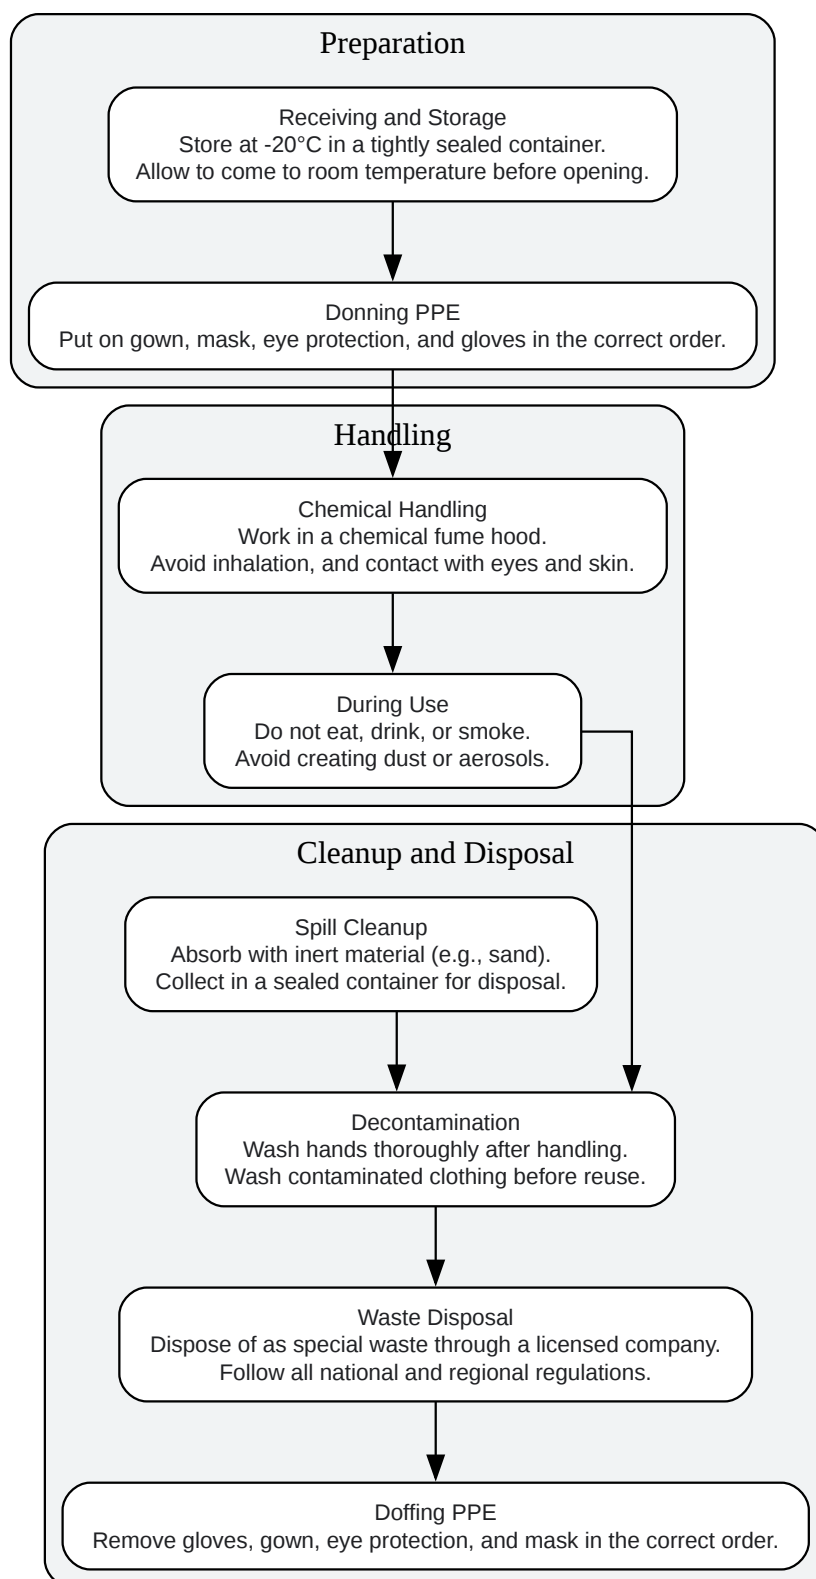 Preparation
Receiving and Storage
Store at -20°C in a tightly sealed container.
Allow to come to room temperature before opening.
Donning PPE
Put on gown, mask, eye protection, and gloves in the correct order.
Handling
Chemical Handling
Work in a chemical fume hood.
Avoid inhalation, and contact with eyes and skin.
During Use
Do not eat, drink, or smoke.
Avoid creating dust or aerosols.
Cleanup and Disposal
Spill Cleanup
Absorb with inert material (e.g., sand).
Collect in a sealed container for disposal.
Decontamination
Wash hands thoroughly after handling.
Wash contaminated clothing before reuse.
Waste Disposal
Dispose of as special waste through a licensed company.
Follow all national and regional regulations.
Doffing PPE
Remove gloves, gown, eye protection, and mask in the correct order.